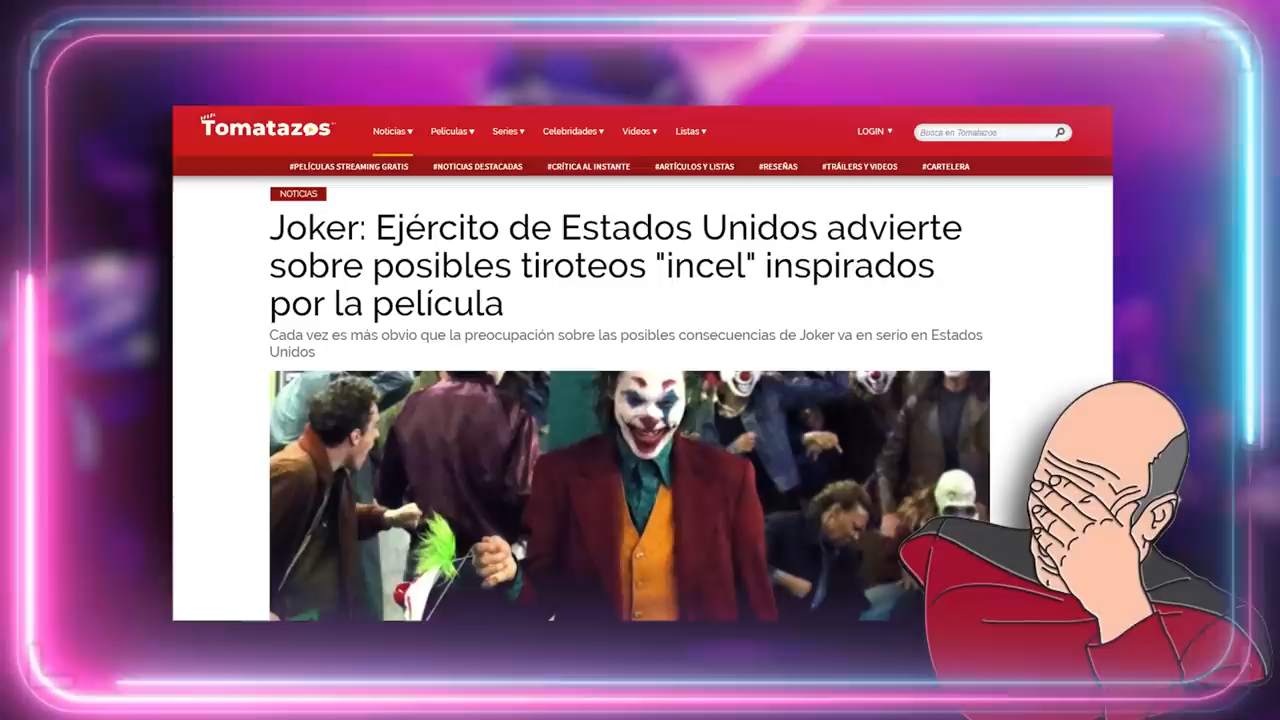 Tomatazos
Noticias Películas Series Celebridades Videos Listas LOGIN Busca en Tomatazos
#PELÍCULAS STREAMING GRATIS #NOTICIAS DESTACADAS #CRÍTICA AL INSTANTE #ARTÍCULOS Y LISTAS #RESEÑAS #TRÁILERS Y VIDEOS #CARTELERA
NOTICIAS
Joker: Ejército de Estados Unidos advierte
sobre posibles tiroteos "incel" inspirados
por la película
Cada vez es más obvio que la preocupación sobre las posibles consecuencias de Joker va en serio en Estados
Unidos